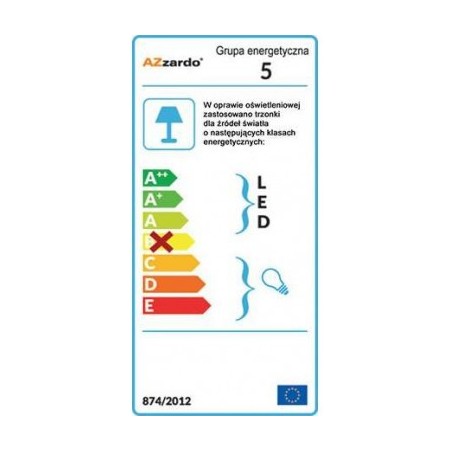 AZzardo®
Grupa energetyczna
5
W oprawie oświetleniowej
zastosowano trzonki
dla źródeł światła
o następujących klasach
energetycznych:
A++
A+
A
C
D
E
L
E
D
874/2012